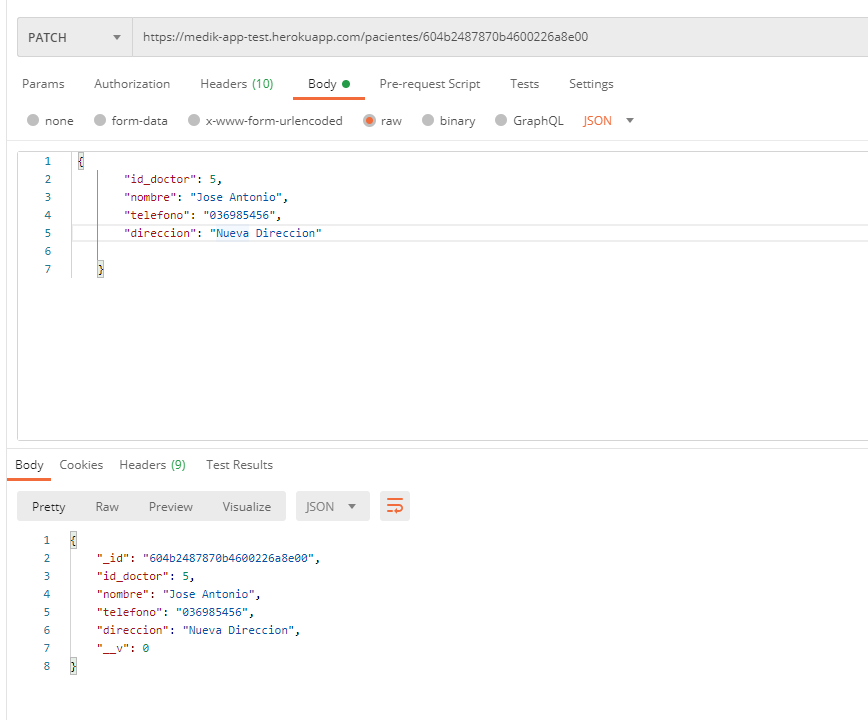 PATCH https://medik-app-test.herokuapp.com/pacientes/604b2487870b4600226a8e00
Params Authorization Headers (10) Body Pre-request Script Tests Settings
none form-data x-www-form-urlencoded raw binary GraphQL JSON
1 {
2 "id_doctor": 5,
3 "nombre": "Jose Antonio",
4 "telefono": "036985456",
5 "direccion": "Nueva Direccion"
6
7 }
Body Cookies Headers (9) Test Results
Pretty Raw Preview Visualize JSON
1 {
2 "_id": "604b2487870b4600226a8e00",
3 "id_doctor": 5,
4 "nombre": "Jose Antonio",
5 "telefono": "036985456",
6 "direccion": "Nueva Direccion",
7 "__v": 0
8 }